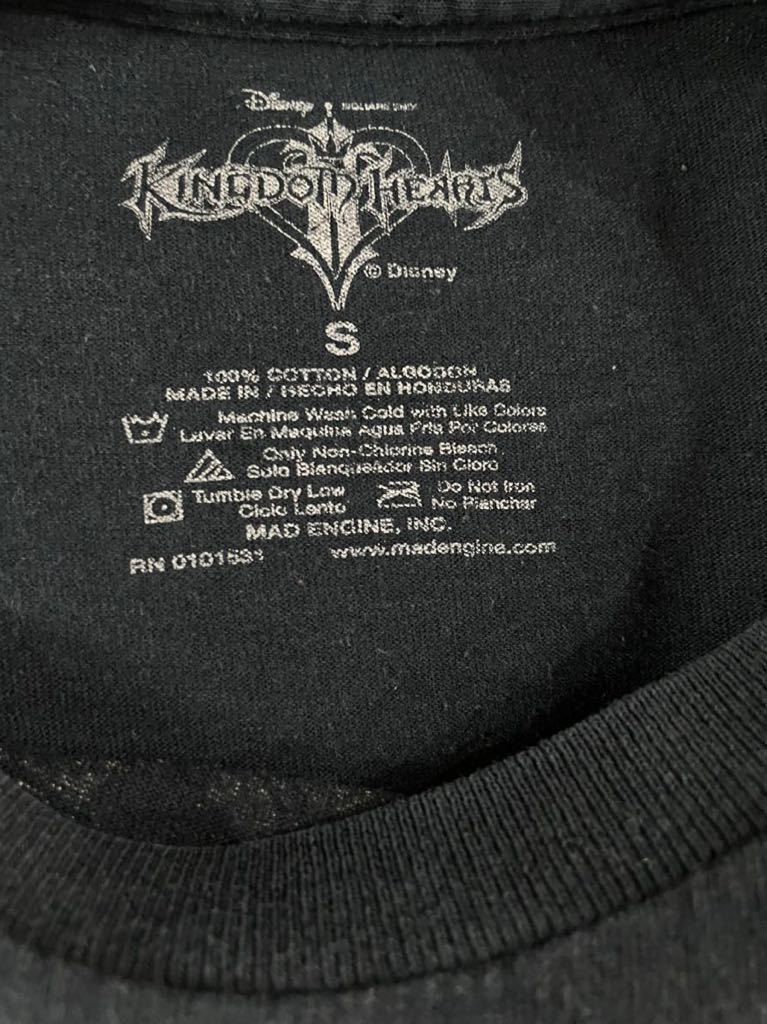 Disney SQUARE ENIX
KINGDOM HEARTS
© Disney
S
100% COTTON / ALGODON
MADE IN / HECHO EN HONDURAS
Machine Wash Cold with Like Colors
Lavar En Maquina Agua Fria Por Colores
Only Non-Chlorine Bleach
Solo Blanqueador Sin Cloro
Tumble Dry Low
Ciclo Lento
Do Not Iron
No Planchar
MAD ENGINE, INC.
RN 0101531 www.madengine.com